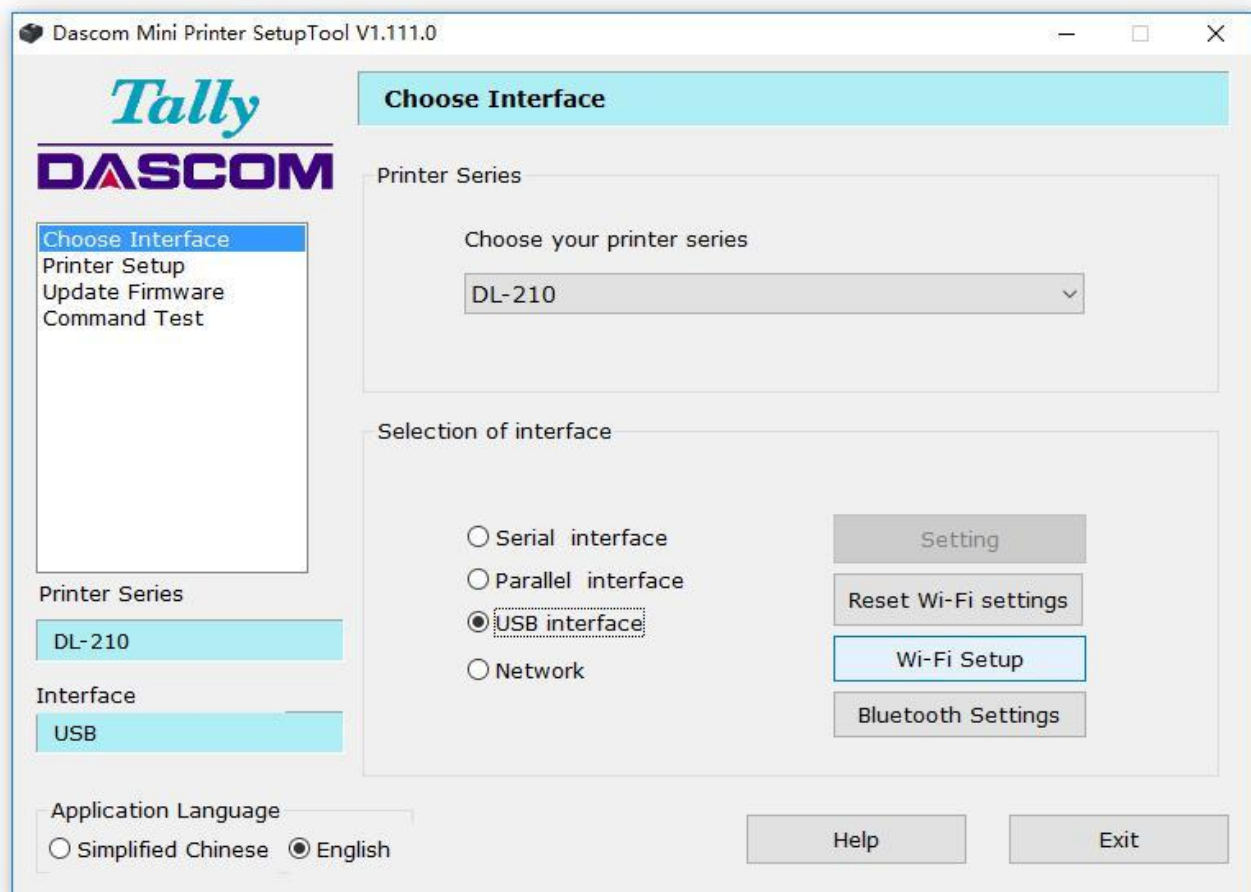 Dascom Mini Printer SetupTool V1.111.0
Tally
DASCOM
Choose Interface
Printer Setup
Update Firmware
Command Test
Printer Series
DL-210
Interface
USB
Application Language
Simplified Chinese
English
Choose Interface
Printer Series
Choose your printer series
DL-210
Selection of interface
Serial interface
Parallel interface
USB interface
Network
Setting
Reset Wi-Fi settings
Wi-Fi Setup
Bluetooth Settings
Help
Exit